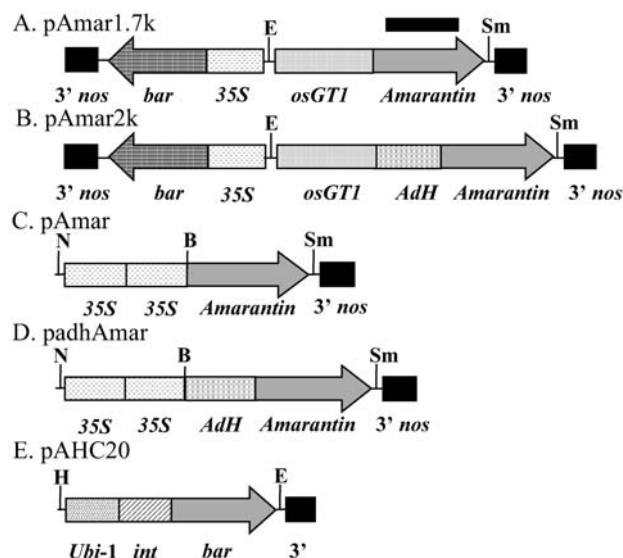 A. pAmar1.7k
E Sm
3' nos bar 35S osGT1 Amarantin 3' nos
B. pAmar2k
E Sm
3' nos bar 35S osGT1 AdH Amarantin 3' nos
C. pAmar
N B Sm
35S 35S Amarantin 3' nos
D. padhAmar
N B Sm
35S 35S AdH Amarantin 3' nos
E. pAHC20
H E
Ubi-1 int bar 3'